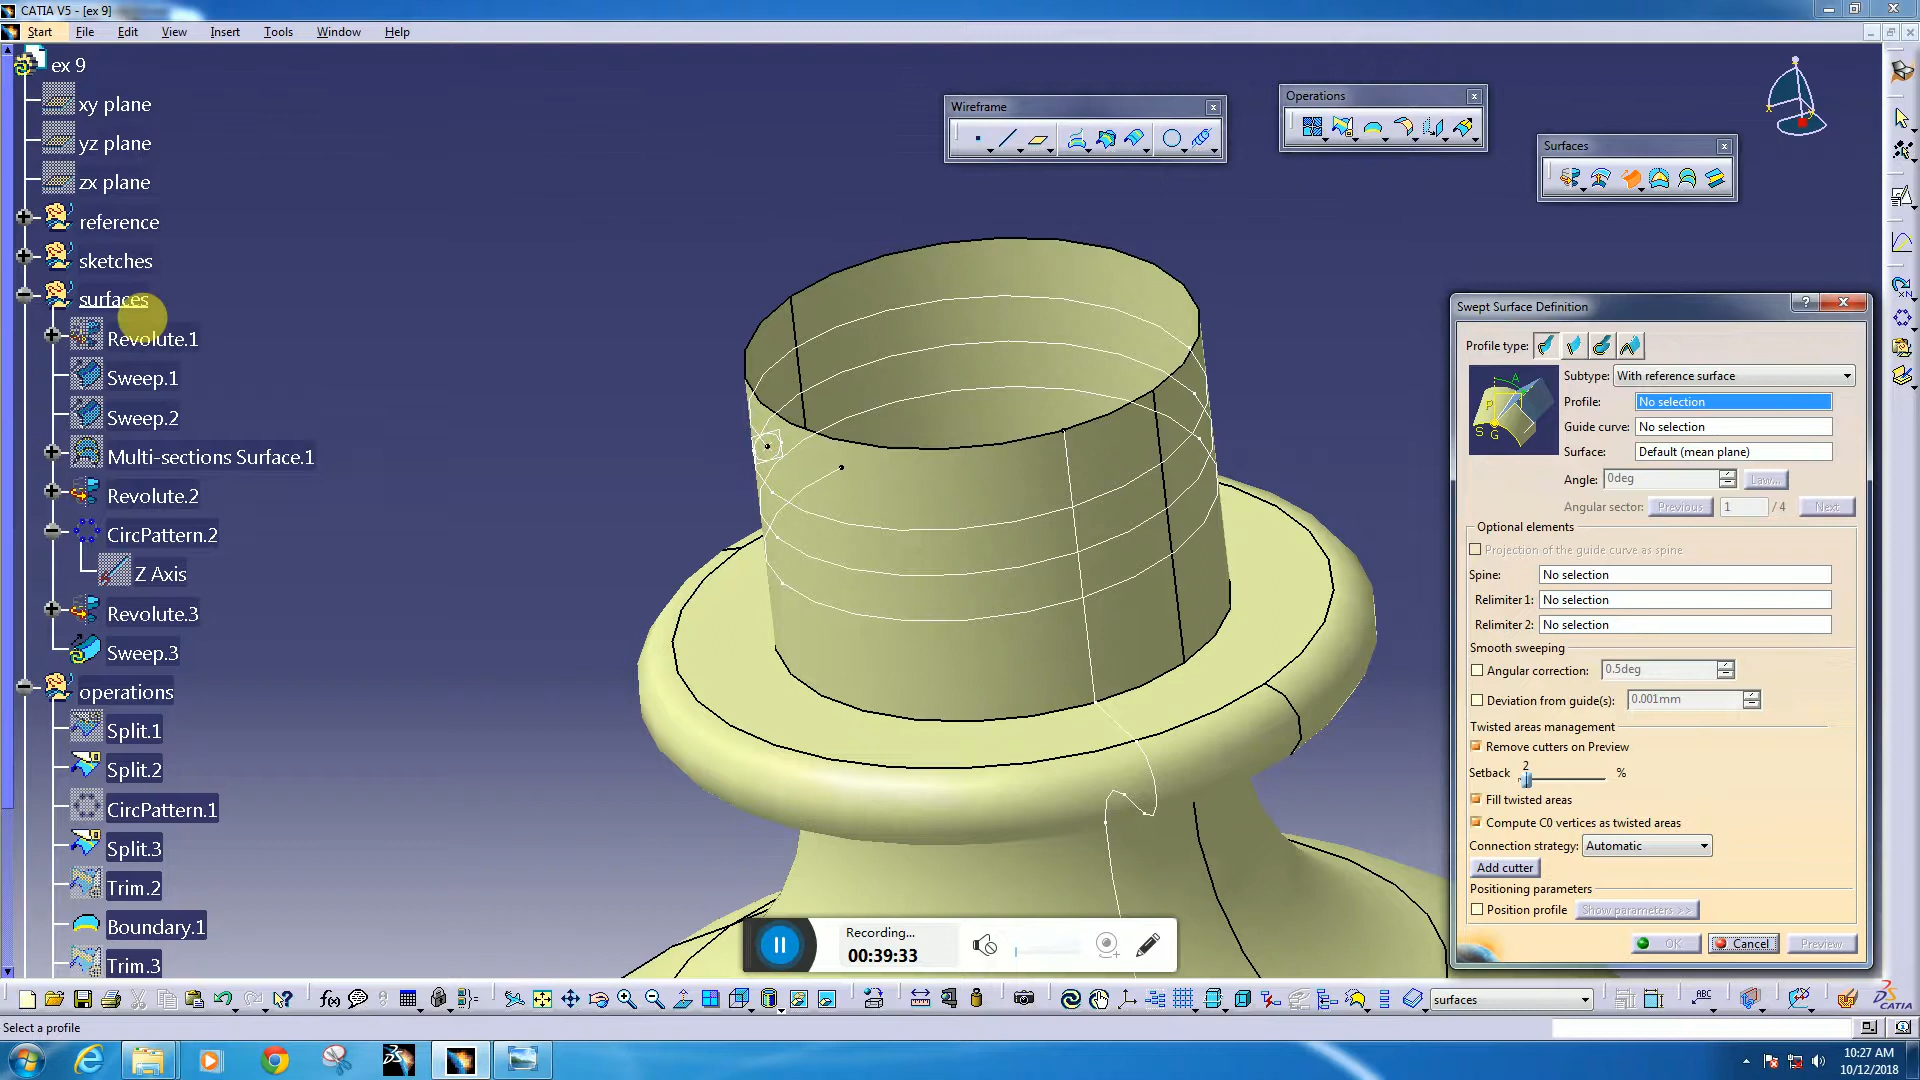 CATIA V5 - [ex 9]
Start File Edit View Insert Tools Window Help
ex 9
xy plane
yz plane
zx plane
reference
sketches
surfaces
Revolute.1
Sweep.1
Sweep.2
Multi-sections Surface.1
Revolute.2
CircPattern.2
Z Axis
Revolute.3
Sweep.3
operations
Split.1
Split.2
CircPattern.1
Split.3
Trim.2
Boundary.1
Trim.3
Wireframe
Operations
Surfaces
Swept Surface Definition
Profile type:
Subtype: With reference surface
Profile: No selection
Guide curve: No selection
Surface: Default (mean plane)
Angle: 0deg Law...
Angular sector: Previous 1 / 4 Next
Optional elements
Projection of the guide curve as spine
Spine: No selection
Relimiter 1: No selection
Relimiter 2: No selection
Smooth sweeping
Angular correction: 0.5deg
Deviation from guide(s): 0.001mm
Twisted areas management
Remove cutters on Preview
Setback 2 %
Fill twisted areas
Compute C0 vertices as twisted areas
Connection strategy: Automatic
Add cutter
Positioning parameters
Position profile Show parameters >>
OK Cancel Preview
Recording...
00:39:33
surfaces
Select a profile
10:27 AM
10/12/2018